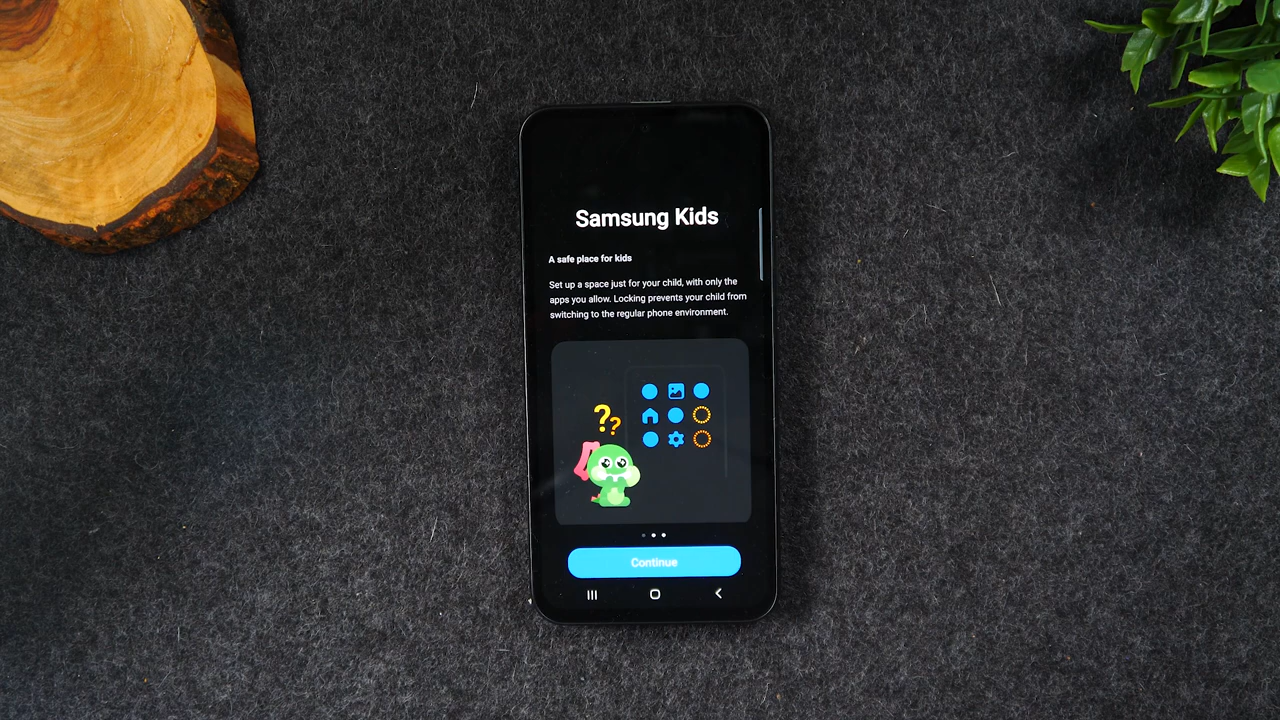 Samsung Kids
A safe place for kids
Set up a space just for your child, with only the
apps you allow. Locking prevents your child from
switching to the regular phone environment.
??
Continue